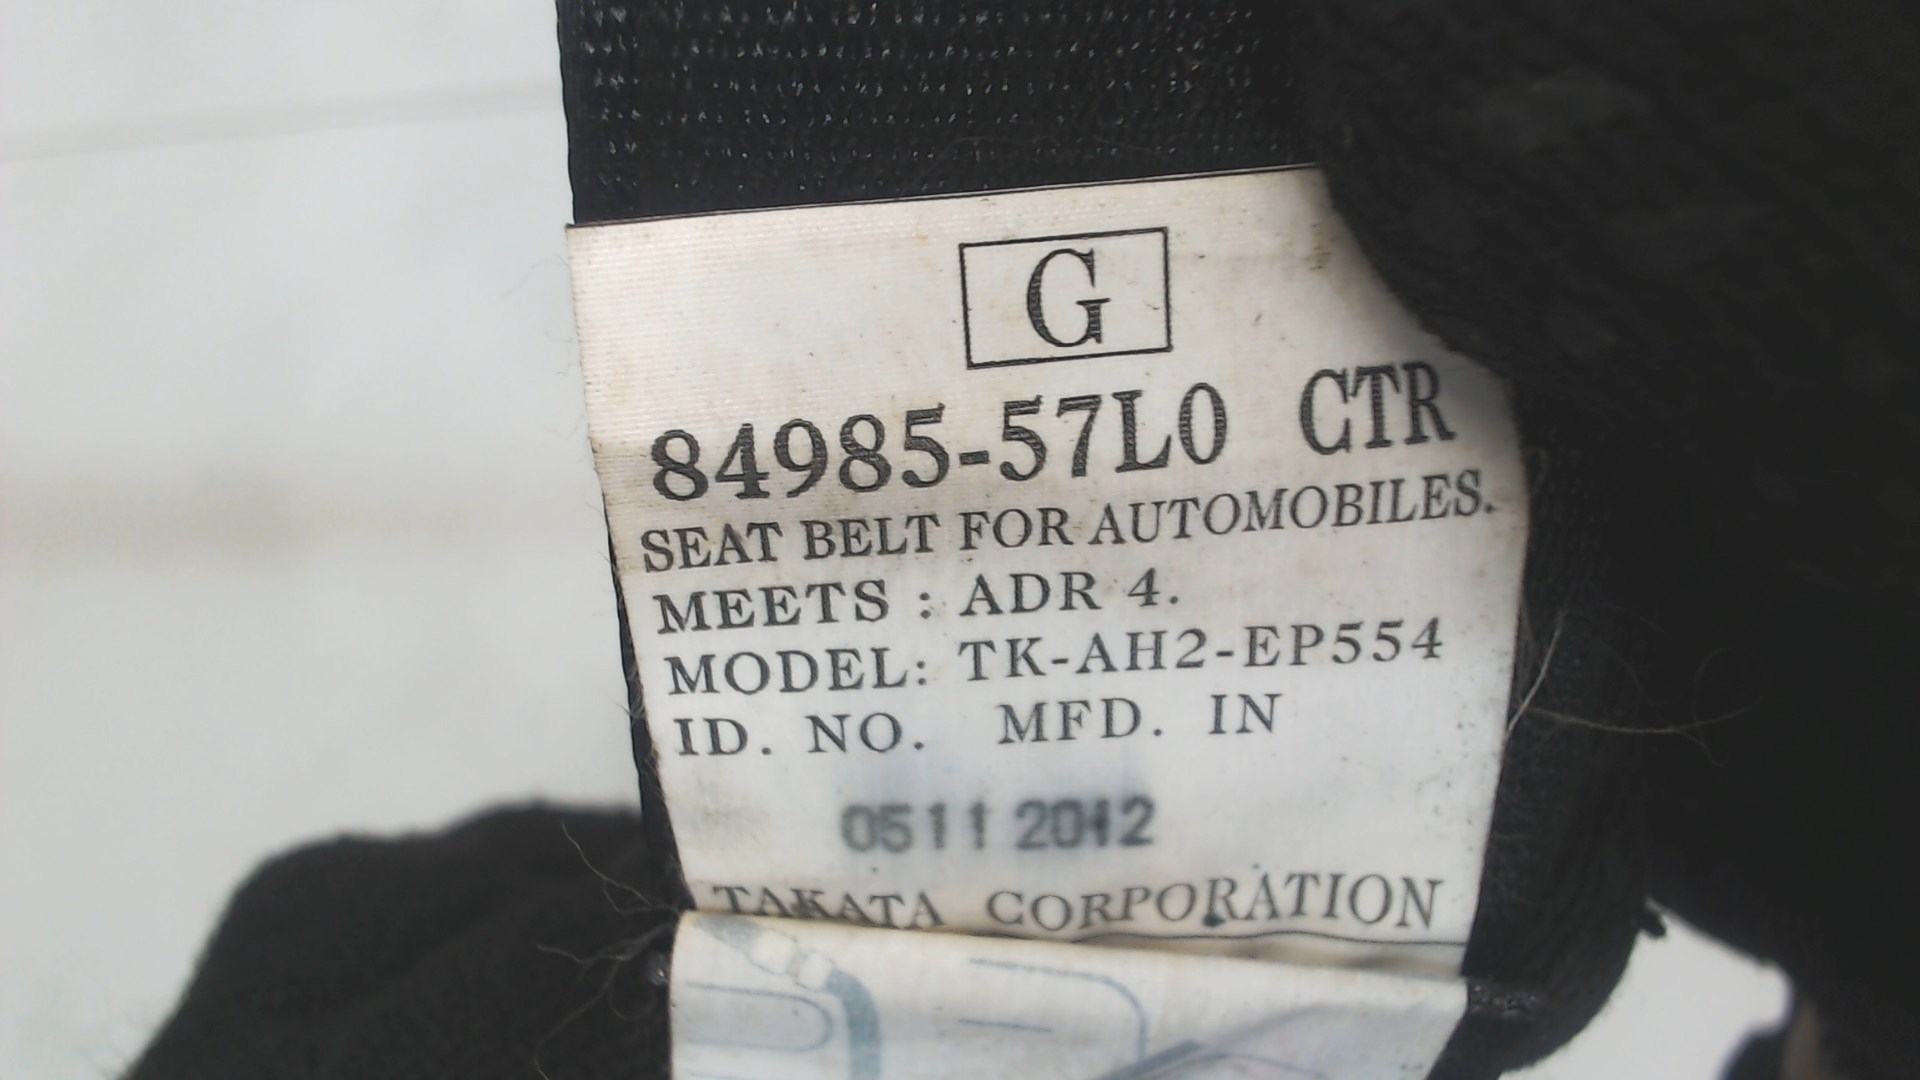 G
84985-57L0 CTR
SEAT BELT FOR AUTOMOBILES.
MEETS : ADR 4.
MODEL: TK-AH2-EP554
ID. NO. MFD. IN
0511 2012
TAKATA CORPORATION